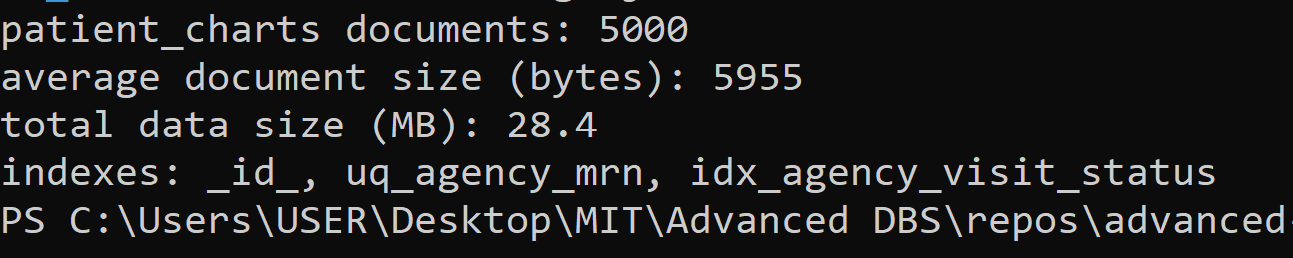 patient_charts documents: 5000
average document size (bytes): 5955
total data size (MB): 28.4
indexes: _id_, uq_agency_mrn, idx_agency_visit_status
PS C:\Users\USER\Desktop\MIT\Advanced DBS\repos\advanced-